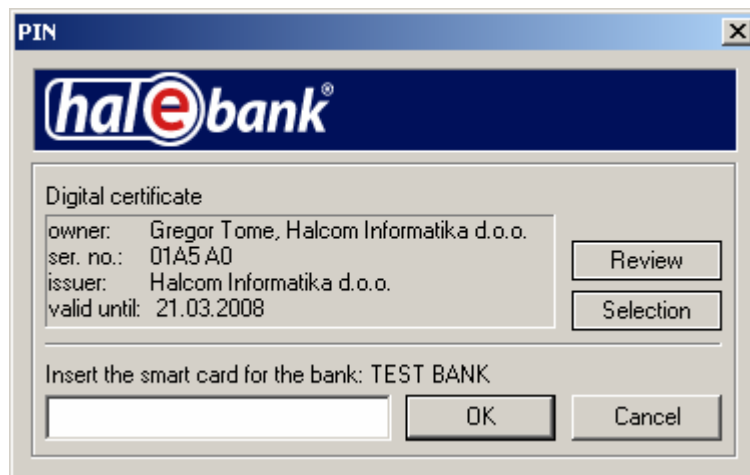 PIN
hal e bank®
Digital certificate
owner: Gregor Tome, Halcom Informatika d.o.o.
ser. no.: 01A5 A0
issuer: Halcom Informatika d.o.o.
valid until: 21.03.2008
Review
Selection
Insert the smart card for the bank: TEST BANK
OK
Cancel